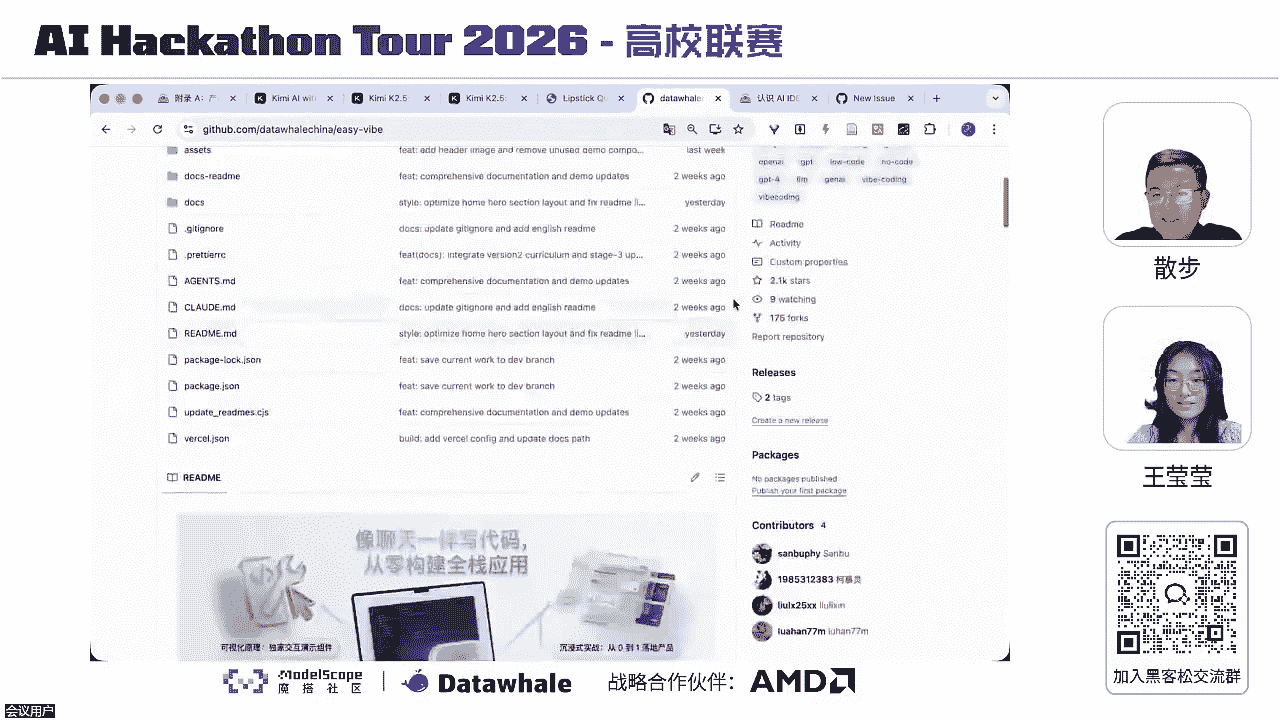 AI Hackathon Tour 2026 - 高校联赛
附录 A：产
Kimi AI with
Kimi K2.5:
Kimi K2.5:
Lipstick Qu
datawhale
认识 AI IDE
New Issue
github.com/datawhalechina/easy-vibe
assets feat: add header image and remove unused demo compo... last week
docs-readme feat: comprehensive documentation and demo updates 2 weeks ago
docs style: optimize home hero section layout and fix readme li... yesterday
.gitignore docs: update gitignore and add english readme 2 weeks ago
.prettierrc feat(docs): integrate version2 curriculum and stage-3 up... 2 weeks ago
AGENTS.md feat: comprehensive documentation and demo updates 2 weeks ago
CLAUDE.md docs: update gitignore and add english readme 2 weeks ago
README.md style: optimize home hero section layout and fix readme li... yesterday
package-lock.json feat: save current work to dev branch 2 weeks ago
package.json feat: save current work to dev branch 2 weeks ago
update_readmes.cjs feat: comprehensive documentation and demo updates 2 weeks ago
vercel.json build: add vercel config and update docs path 2 weeks ago
README
像聊天一样写代码，
从零构建全栈应用
可视化原理：独家交互演示组件
沉浸式实战：从 0 到 1 落地产品
openai gpt low-code no-code
gpt-4 llm genai vibe-coding
vibecoding
Readme
Activity
Custom properties
2.1k stars
9 watching
175 forks
Report repository
Releases
2 tags
Create a new release
Packages
No packages published
Publish your first package
Contributors 4
sanbuphy Sanbu
1985312383 柯慕灵
liulx25xx liulixin
luahan77m luhan77m
散步
王莹莹
加入黑客松交流群
ModelScope
魔搭社区
Datawhale
战略合作伙伴：
AMD
会议用户